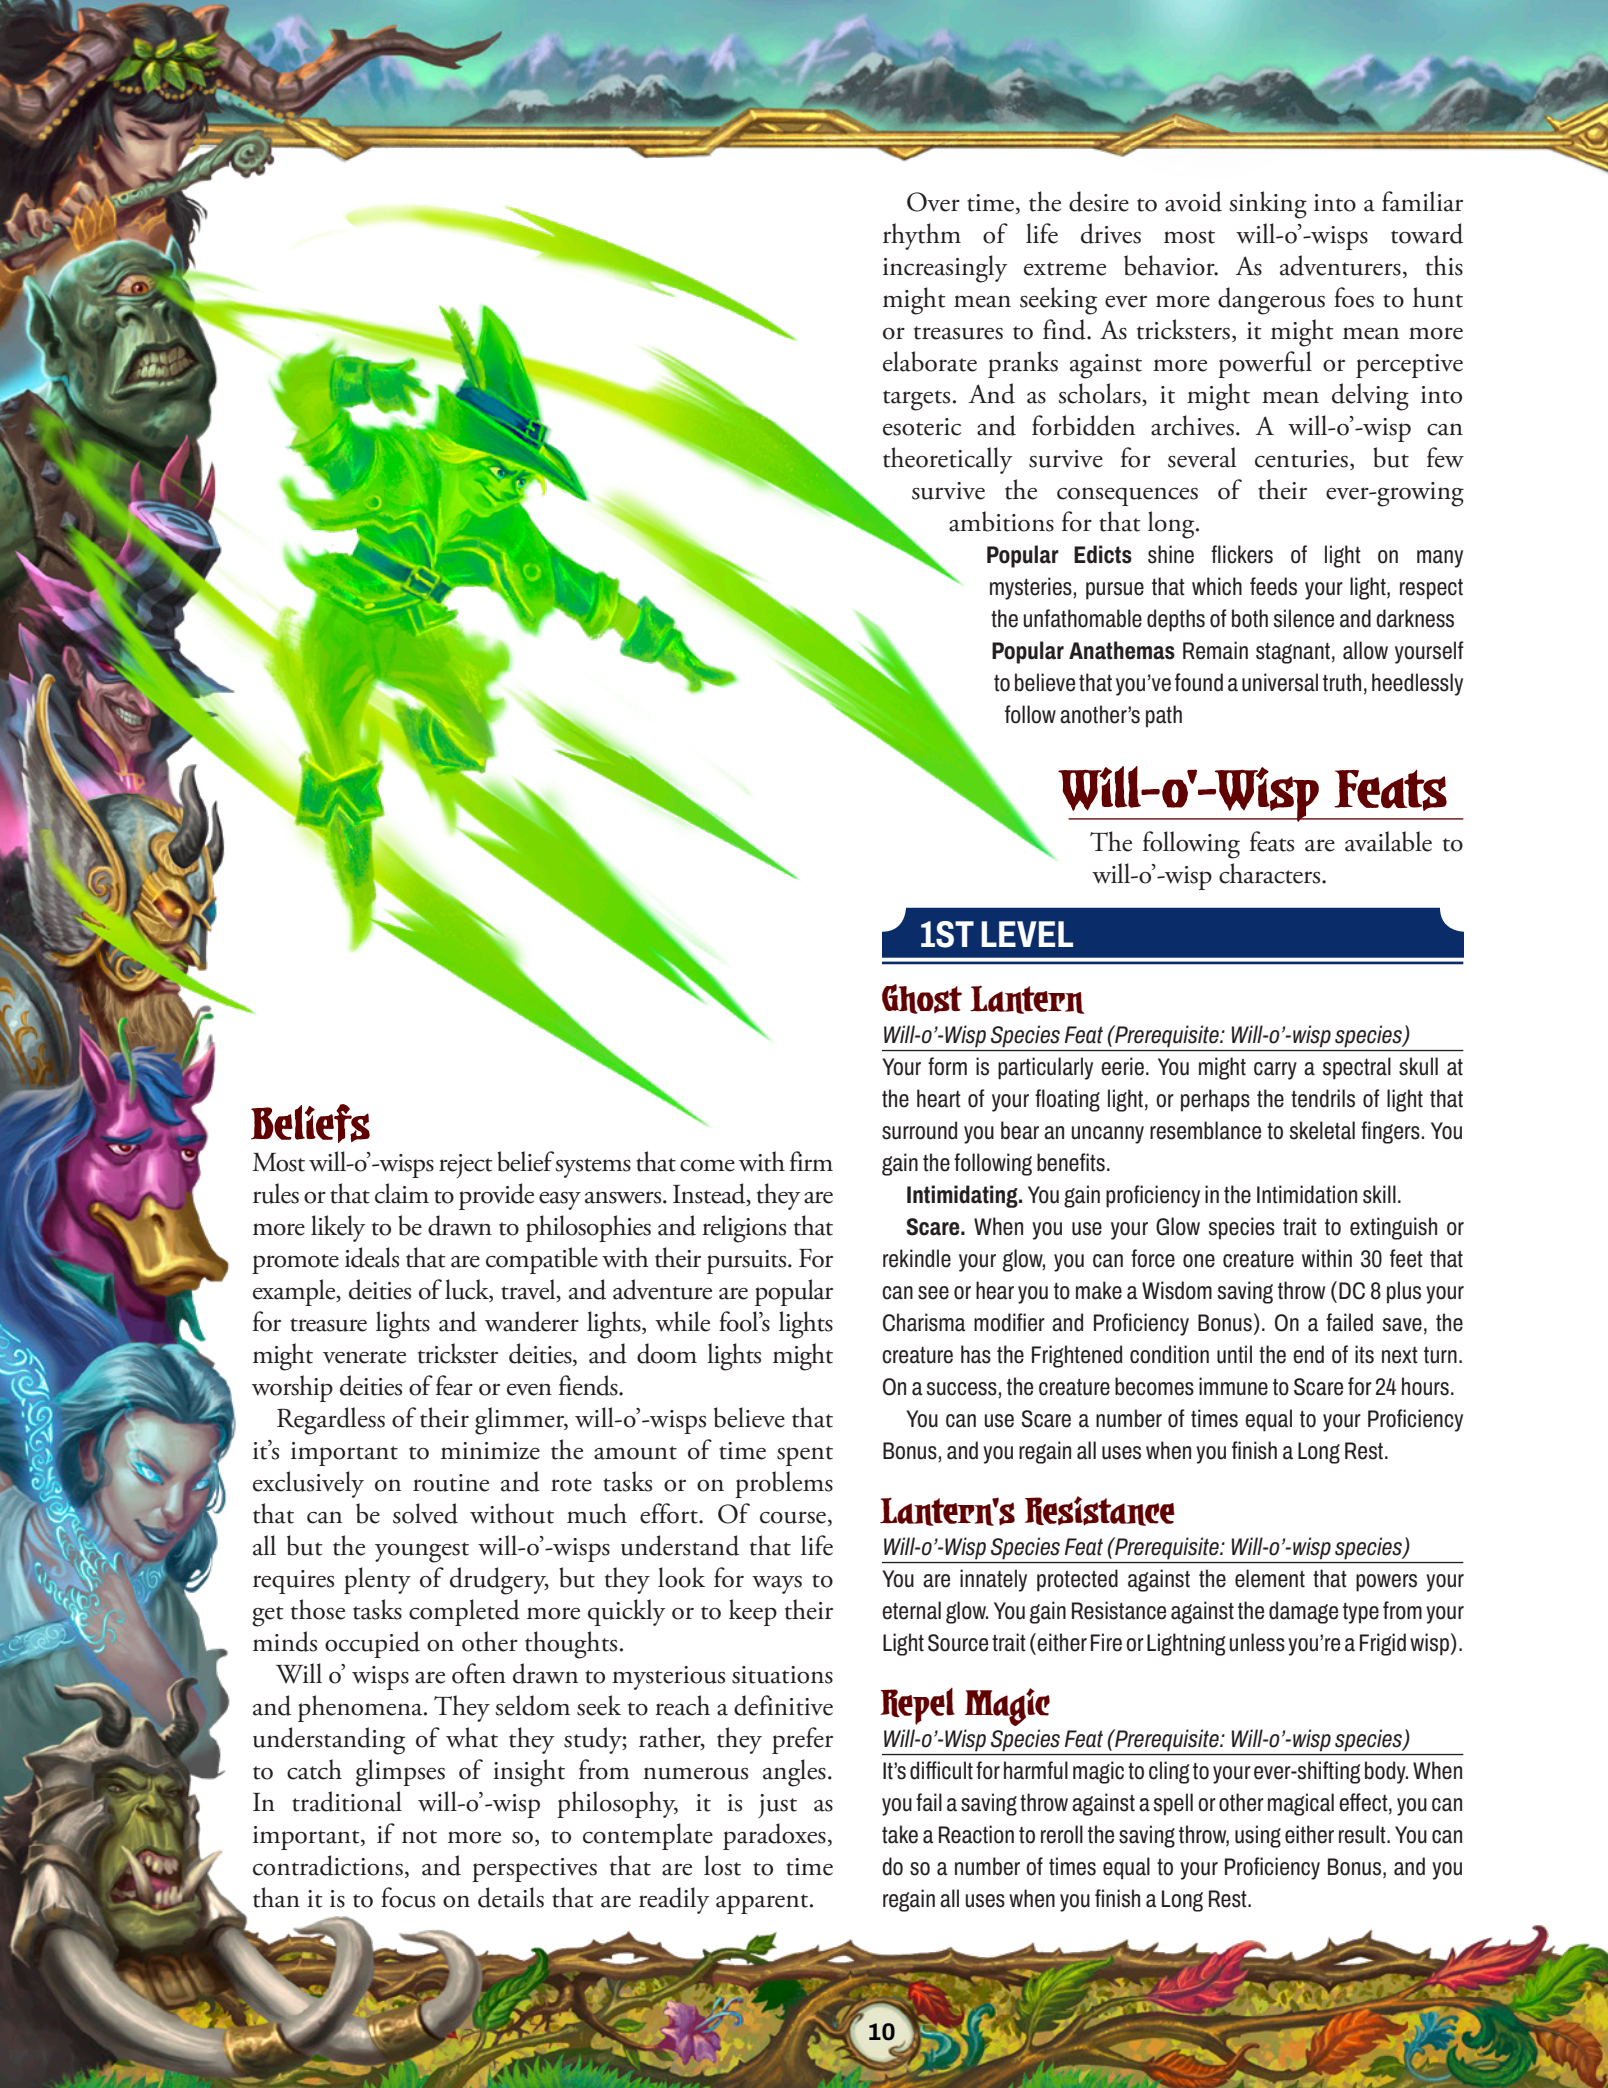 Beliefs
Most will-o’-wisps reject belief systems that come with firm
rules or that claim to provide easy answers. Instead, they are
more likely to be drawn to philosophies and religions that
promote ideals that are compatible with their pursuits. For
example, deities of luck, travel, and adventure are popular
for treasure lights and wanderer lights, while fool’s lights
might venerate trickster deities, and doom lights might
worship deities of fear or even fiends.
Regardless of their glimmer, will-o’-wisps believe that
it’s important to minimize the amount of time spent
exclusively on routine and rote tasks or on problems
that can be solved without much effort. Of course,
all but the youngest will-o’-wisps understand that life
requires plenty of drudgery, but they look for ways to
get those tasks completed more quickly or to keep their
minds occupied on other thoughts.
Will o’ wisps are often drawn to mysterious situations
and phenomena. They seldom seek to reach a definitive
understanding of what they study; rather, they prefer
to catch glimpses of insight from numerous angles.
In traditional will-o’-wisp philosophy, it is just as
important, if not more so, to contemplate paradoxes,
contradictions, and perspectives that are lost to time
than it is to focus on details that are readily apparent.
Over time, the desire to avoid sinking into a familiar
rhythm of life drives most will-o’-wisps toward
increasingly extreme behavior. As adventurers, this
might mean seeking ever more dangerous foes to hunt
or treasures to find. As tricksters, it might mean more
elaborate pranks against more powerful or perceptive
targets. And as scholars, it might mean delving into
esoteric and forbidden archives. A will-o’-wisp can
theoretically survive for several centuries, but few
survive the consequences of their ever-growing
ambitions for that long.
Popular Edicts shine flickers of light on many
mysteries, pursue that which feeds your light, respect
the unfathomable depths of both silence and darkness
Popular Anathemas Remain stagnant, allow yourself
to believe that you’ve found a universal truth, heedlessly
follow another’s path
Will-o'-Wisp Feats
The following feats are available to
will-o’-wisp characters.
1ST LEVEL
Ghost Lantern
Will-o’-Wisp Species Feat (Prerequisite: Will-o’-wisp species)
Your form is particularly eerie. You might carry a spectral skull at
the heart of your floating light, or perhaps the tendrils of light that
surround you bear an uncanny resemblance to skeletal fingers. You
gain the following benefits.
Intimidating. You gain proficiency in the Intimidation skill.
Scare. When you use your Glow species trait to extinguish or
rekindle your glow, you can force one creature within 30 feet that
can see or hear you to make a Wisdom saving throw (DC 8 plus your
Charisma modifier and Proficiency Bonus). On a failed save, the
creature has the Frightened condition until the end of its next turn.
On a success, the creature becomes immune to Scare for 24 hours.
You can use Scare a number of times equal to your Proficiency
Bonus, and you regain all uses when you finish a Long Rest.
Lantern's Resistance
Will-o’-Wisp Species Feat (Prerequisite: Will-o’-wisp species)
You are innately protected against the element that powers your
eternal glow. You gain Resistance against the damage type from your
Light Source trait (either Fire or Lightning unless you’re a Frigid wisp).
Repel Magic
Will-o’-Wisp Species Feat (Prerequisite: Will-o’-wisp species)
It’s difficult for harmful magic to cling to your ever-shifting body. When
you fail a saving throw against a spell or other magical effect, you can
take a Reaction to reroll the saving throw, using either result. You can
do so a number of times equal to your Proficiency Bonus, and you
regain all uses when you finish a Long Rest.
10